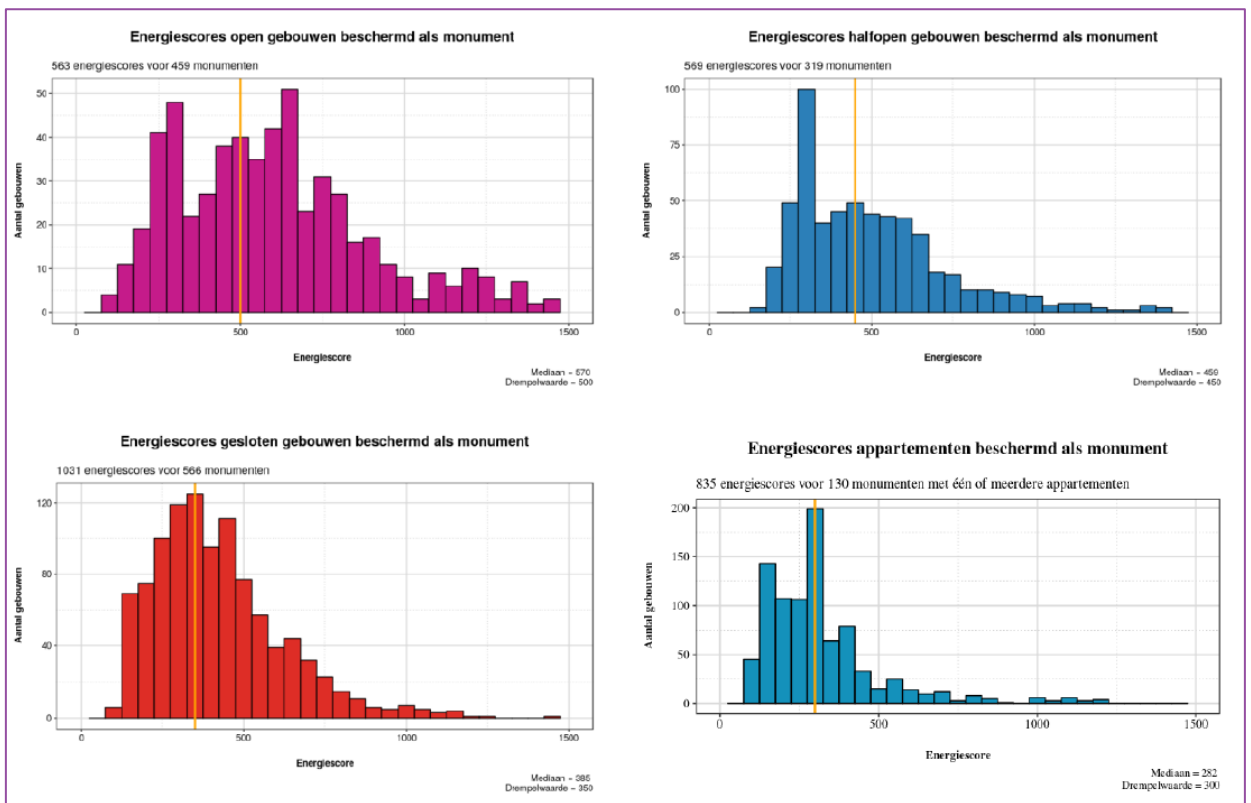 Energiescores open gebouwen beschermd als monument
563 energiescores voor 459 monumenten
50
40
30
20
10
0
Aantal gebouwen
0
500
1000
1500
Energiescore
Mediaan = 570
Drempelwaarde = 500
Energiescores halfopen gebouwen beschermd als monument
569 energiescores voor 319 monumenten
100
75
50
25
0
Aantal gebouwen
0
500
1000
1500
Energiescore
Mediaan = 459
Drempelwaarde = 450
Energiescores gesloten gebouwen beschermd als monument
1031 energiescores voor 566 monumenten
120
80
40
0
Aantal gebouwen
0
500
1000
1500
Energiescore
Mediaan = 385
Drempelwaarde = 350
Energiescores appartementen beschermd als monument
835 energiescores voor 130 monumenten met één of meerdere appartementen
200
150
100
50
0
Aantal gebouwen
0
500
1000
1500
Energiescore
Mediaan = 282
Drempelwaarde = 300